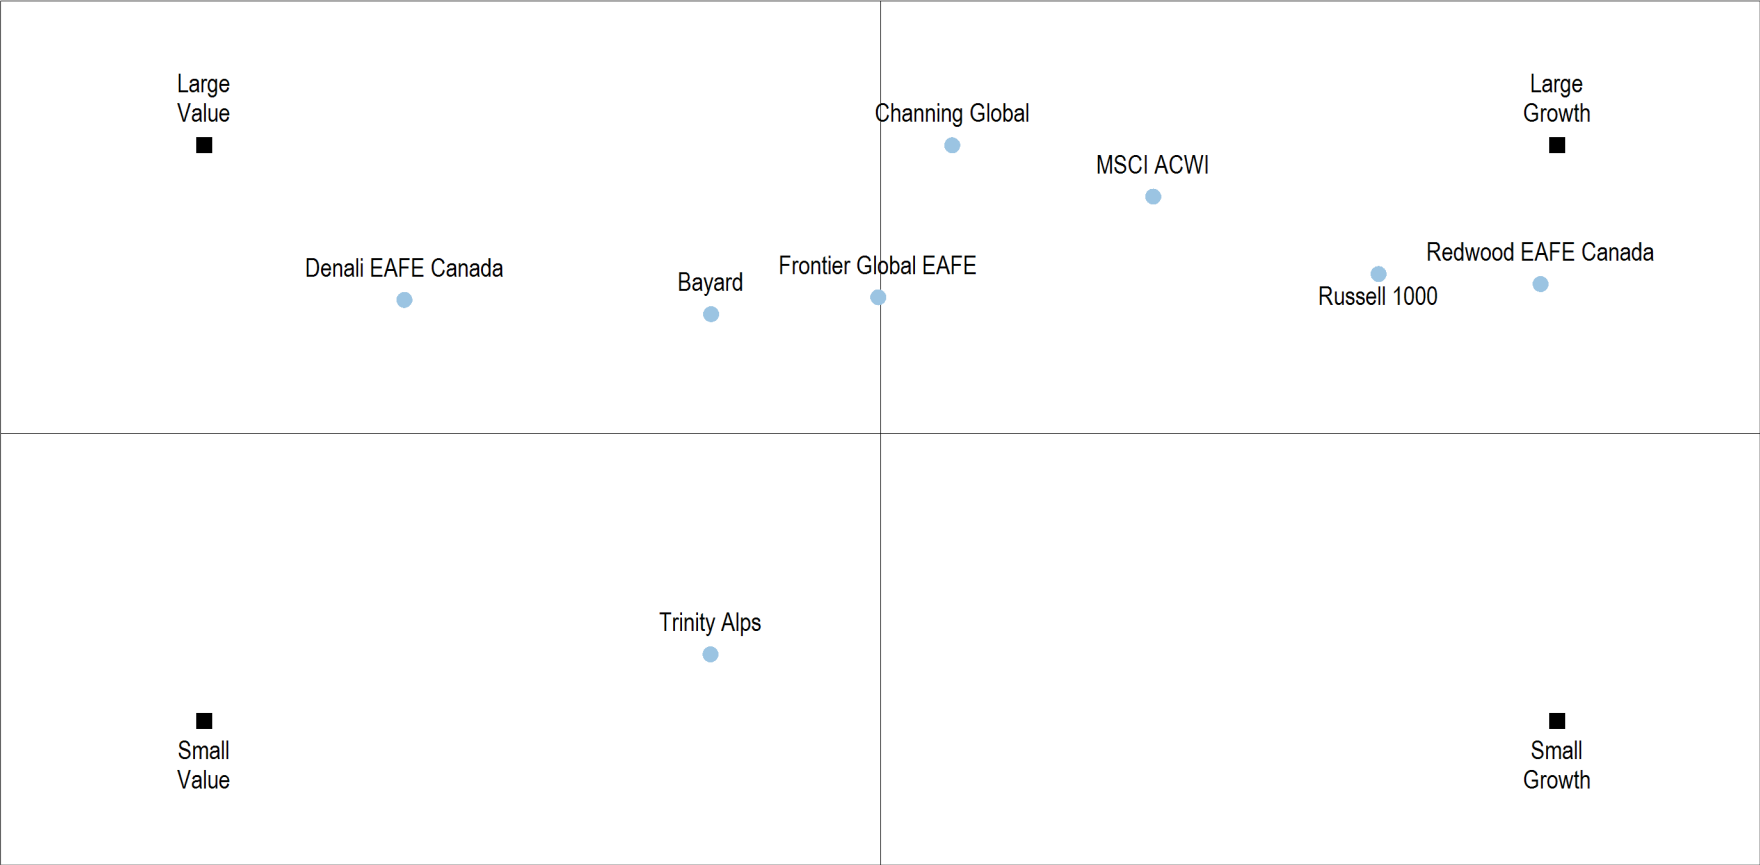 Large
Value
Large
Growth
Channing Global
MSCI ACWI
Denali EAFE Canada
Bayard
Frontier Global EAFE
Redwood EAFE Canada
Russell 1000
Trinity Alps
Small
Value
Small
Growth